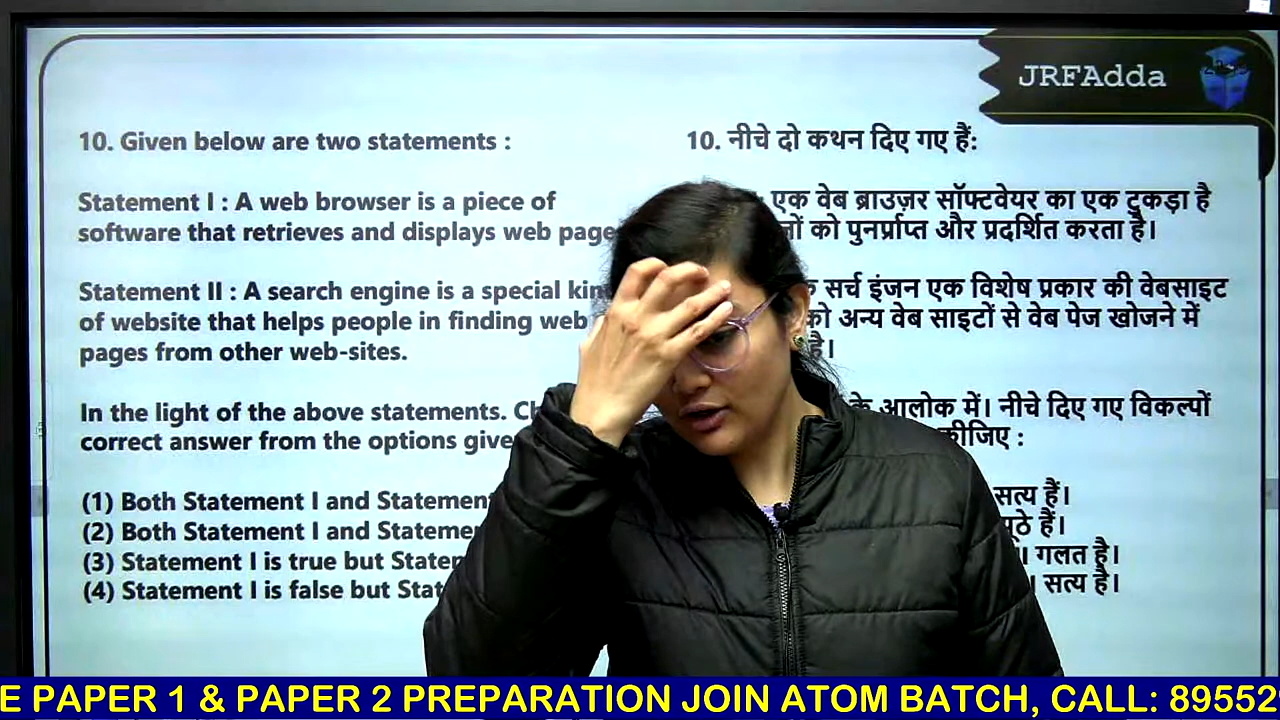 JRFAdda
10. Given below are two statements :
Statement I : A web browser is a piece of
software that retrieves and displays web page
Statement II : A search engine is a special kin
of website that helps people in finding web
pages from other web-sites.
In the light of the above statements. Ch
correct answer from the options give
(1) Both Statement I and Statement
(2) Both Statement I and Stateme
(3) Statement I is true but State
(4) Statement I is false but Stat
10. नीचे दो कथन दिए गए हैं:
एक वेब ब्राउज़र सॉफ्टवेयर का एक टुकड़ा है
को पुनर्प्राप्त और प्रदर्शित करता है।
सर्च इंजन एक विशेष प्रकार की वेबसाइट
को अन्य वेब साइटों से वेब पेज खोजने में
है।
के आलोक में। नीचे दिए गए विकल्पों
कीजिए :
सत्य हैं।
हैं।
गलत है।
सत्य है।
E PAPER 1 & PAPER 2 PREPARATION JOIN ATOM BATCH, CALL: 89552